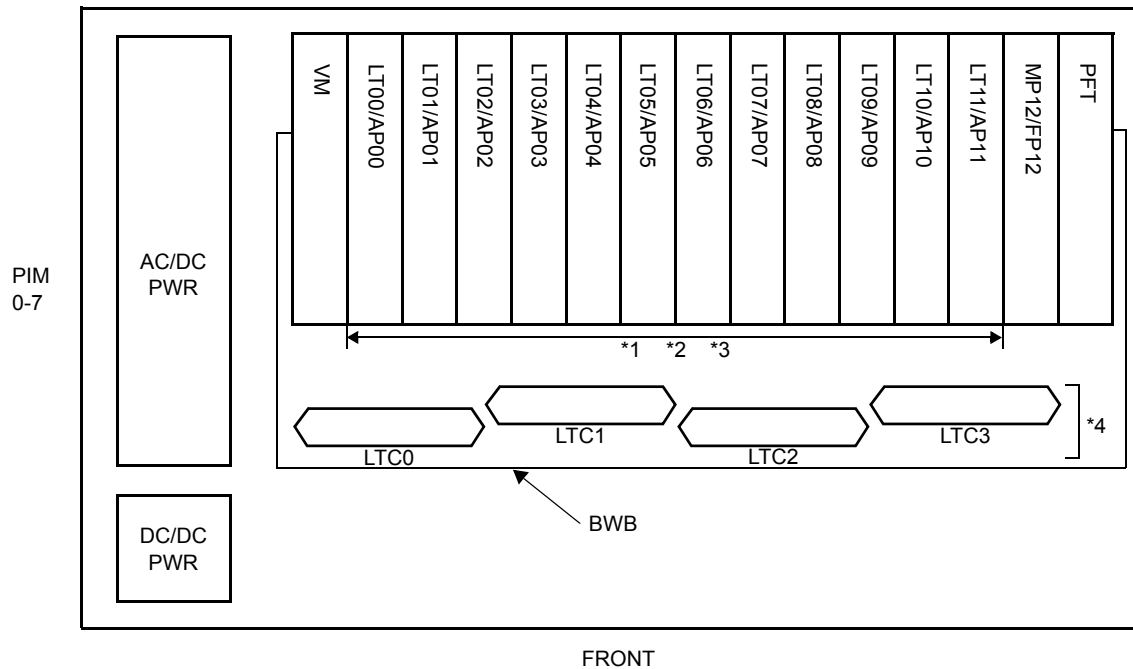 VM
LT00/AP00
LT01/AP01
LT02/AP02
LT03/AP03
LT04/AP04
LT05/AP05
LT06/AP06
LT07/AP07
LT08/AP08
LT09/AP09
LT10/AP10
LT11/AP11
MP12/FP12
PFT
PIM
0-7
AC/DC
PWR
*1 *2 *3
LTC0
LTC1
LTC2
LTC3
*4
BWB
DC/DC
PWR
FRONT